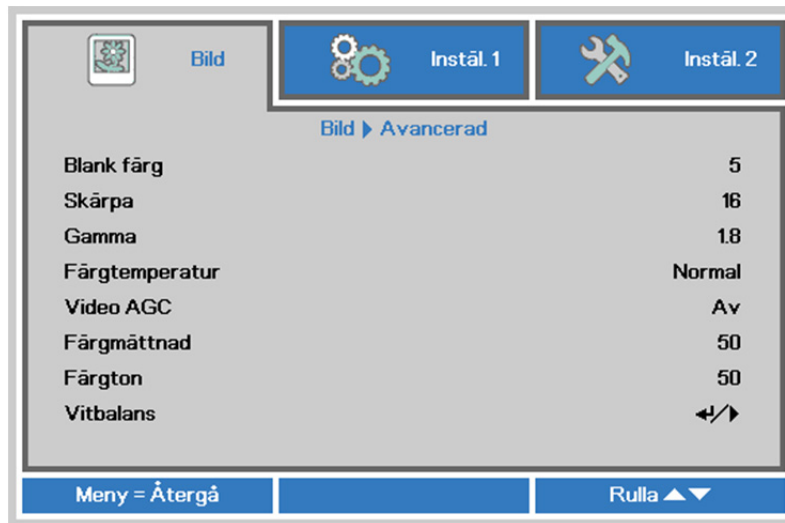 Bild
Instäl. 1
Instäl. 2
Bild ▶ Avancerad
Blank färg 5
Skärpa 16
Gamma 1.8
Färgtemperatur Normal
Video AGC Av
Färgmättnad 50
Färgton 50
Vitbalans ↵/▶
Meny = Återgå
Rulla ▲▼